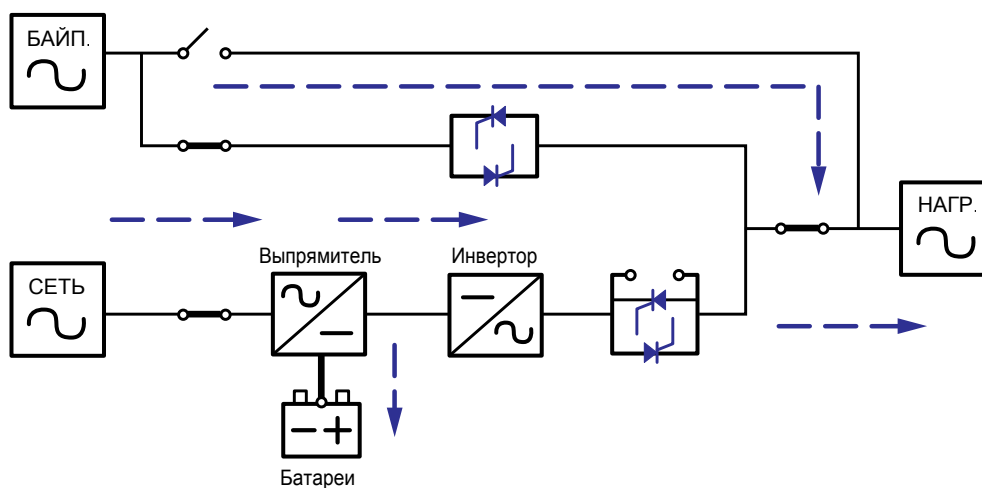 БАЙП.
НАГР.
Выпрямитель
Инвертор
СЕТЬ
Батареи